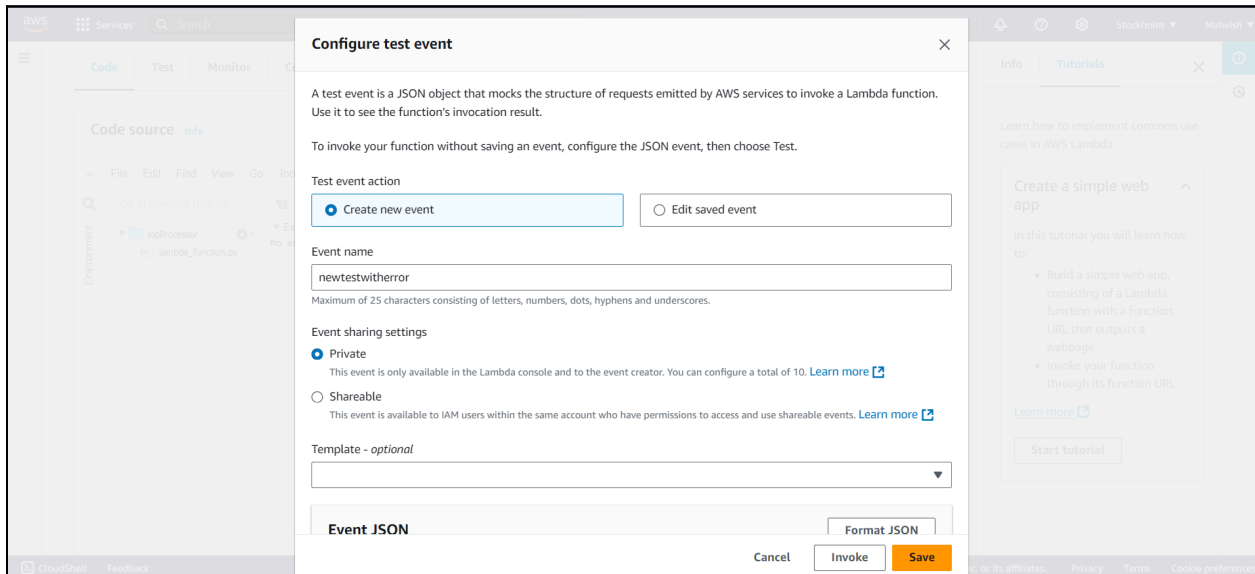 aws
Services
Search
Stockholm
Mahvish
Code
Test
Monitor
Code source Info
File Edit Find View Go
Environment
logProcessor
lambda_function.py
Configure test event
A test event is a JSON object that mocks the structure of requests emitted by AWS services to invoke a Lambda function.
Use it to see the function's invocation result.
To invoke your function without saving an event, configure the JSON event, then choose Test.
Test event action
Create new event
Edit saved event
Event name
newtestwitherror
Maximum of 25 characters consisting of letters, numbers, dots, hyphens and underscores.
Event sharing settings
Private
This event is only available in the Lambda console and to the event creator. You can configure a total of 10. Learn more
Shareable
This event is available to IAM users within the same account who have permissions to access and use shareable events. Learn more
Template - optional
Event JSON
Format JSON
Cancel
Invoke
Save
Info
Tutorials
Learn how to implement common use
cases in AWS Lambda.
Create a simple web
app
In this tutorial you will learn how
to:
• Build a simple web app,
consisting of a Lambda
function with a function
URL that outputs a
webpage
• Invoke your function
through its function URL
Learn more
Start tutorial
CloudShell
Feedback
or its affiliates.
Privacy
Terms
Cookie preferences